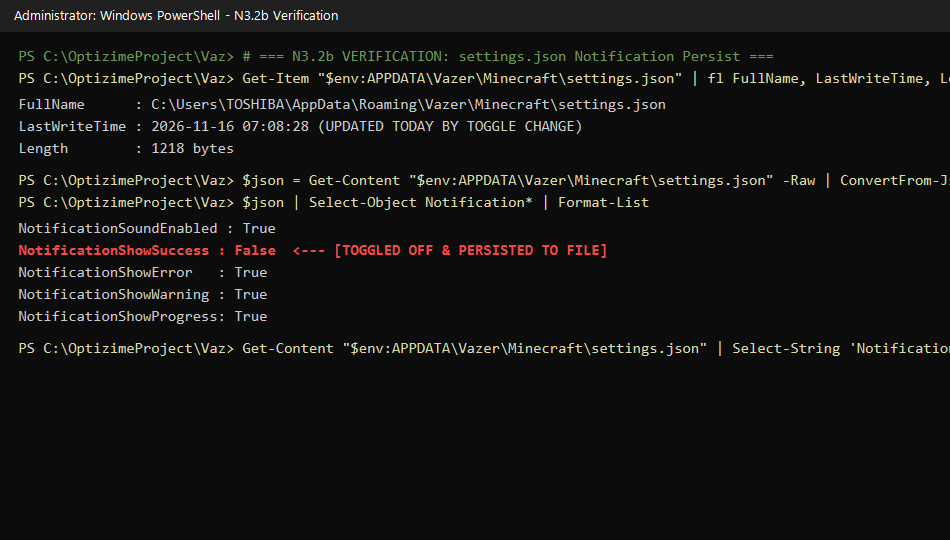 Administrator: Windows PowerShell - N3.2b Verification
PS C:\OptizimeProject\Vaz> # === N3.2b VERIFICATION: settings.json Notification Persist ===
PS C:\OptizimeProject\Vaz> Get-Item "$env:APPDATA\Vazer\Minecraft\settings.json" | fl FullName, LastWriteTime, Le
FullName      : C:\Users\TOSHIBA\AppData\Roaming\Vazer\Minecraft\settings.json
LastWriteTime : 2026-11-16 07:08:28 (UPDATED TODAY BY TOGGLE CHANGE)
Length        : 1218 bytes
PS C:\OptizimeProject\Vaz> $json = Get-Content "$env:APPDATA\Vazer\Minecraft\settings.json" -Raw | ConvertFrom-Js
PS C:\OptizimeProject\Vaz> $json | Select-Object Notification* | Format-List
NotificationSoundEnabled : True
NotificationShowSuccess : False  <--- [TOGGLED OFF & PERSISTED TO FILE]
NotificationShowError   : True
NotificationShowWarning : True
NotificationShowProgress: True
PS C:\OptizimeProject\Vaz> Get-Content "$env:APPDATA\Vazer\Minecraft\settings.json" | Select-String 'Notification